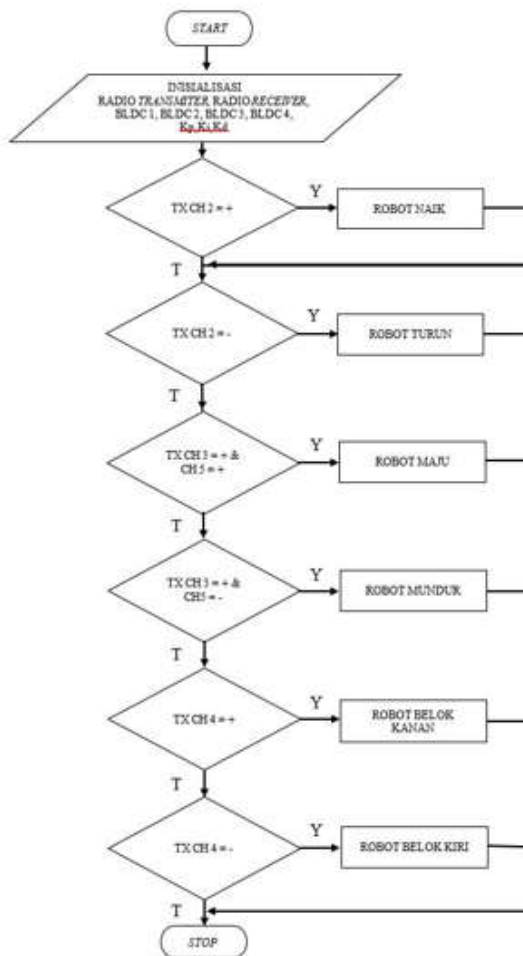 START
INISIALISASI
RADIO TRANSMITER, RADIO RECEIVER,
BLDC 1, BLDC 2, BLDC 3, BLDC 4,
Kp,Ki,Kd
TX CH 2 = +
Y
ROBOT NAIK
T
TX CH 2 = -
Y
ROBOT TURUN
T
TX CH 3 = + &
CH 5 = +
Y
ROBOT MAJU
T
TX CH 3 = + &
CH5 = -
Y
ROBOT MUNDUR
T
TX CH 4 = +
Y
ROBOT BELOK
KANAN
T
TX CH 4 = -
Y
ROBOT BELOK KIRI
T
STOP